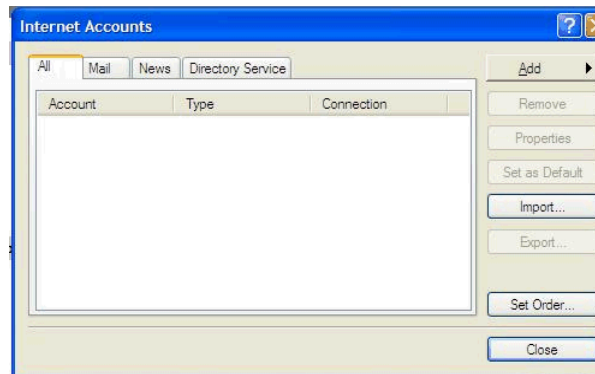 Internet Accounts
All Mail News Directory Service
Add
Account Type Connection
Remove
Properties
Set as Default
Import...
Export...
Set Order...
Close